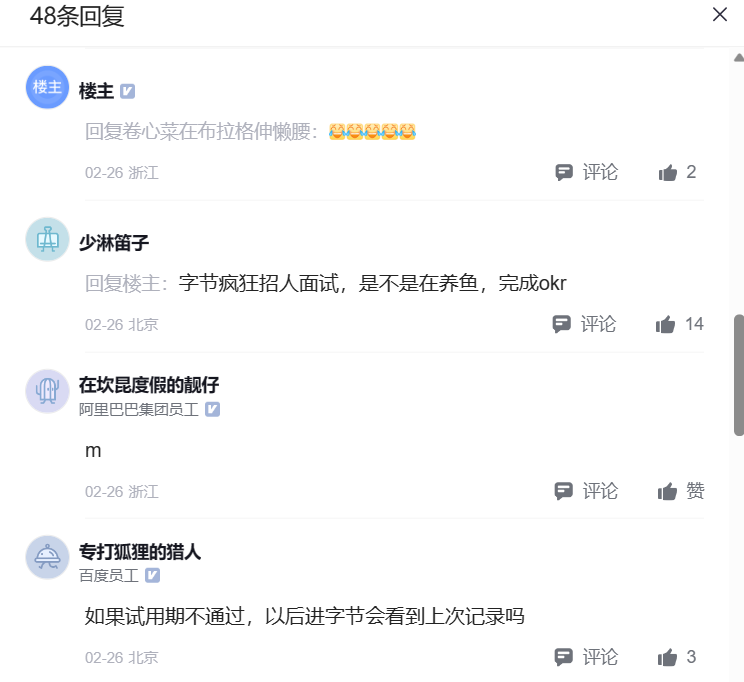 48条回复
楼主
楼主
回复卷心菜在布拉格伸懒腰：😂😂😂😂😂
02-26 浙江
评论
2
少淋笛子
回复楼主：字节疯狂招人面试，是不是在养鱼，完成okr
02-26 北京
评论
14
在坎昆度假的靓仔
阿里巴巴集团员工
m
02-26 浙江
评论
赞
专打狐狸的猎人
百度员工
如果试用期不通过，以后进字节会看到上次记录吗
02-26 北京
评论
3